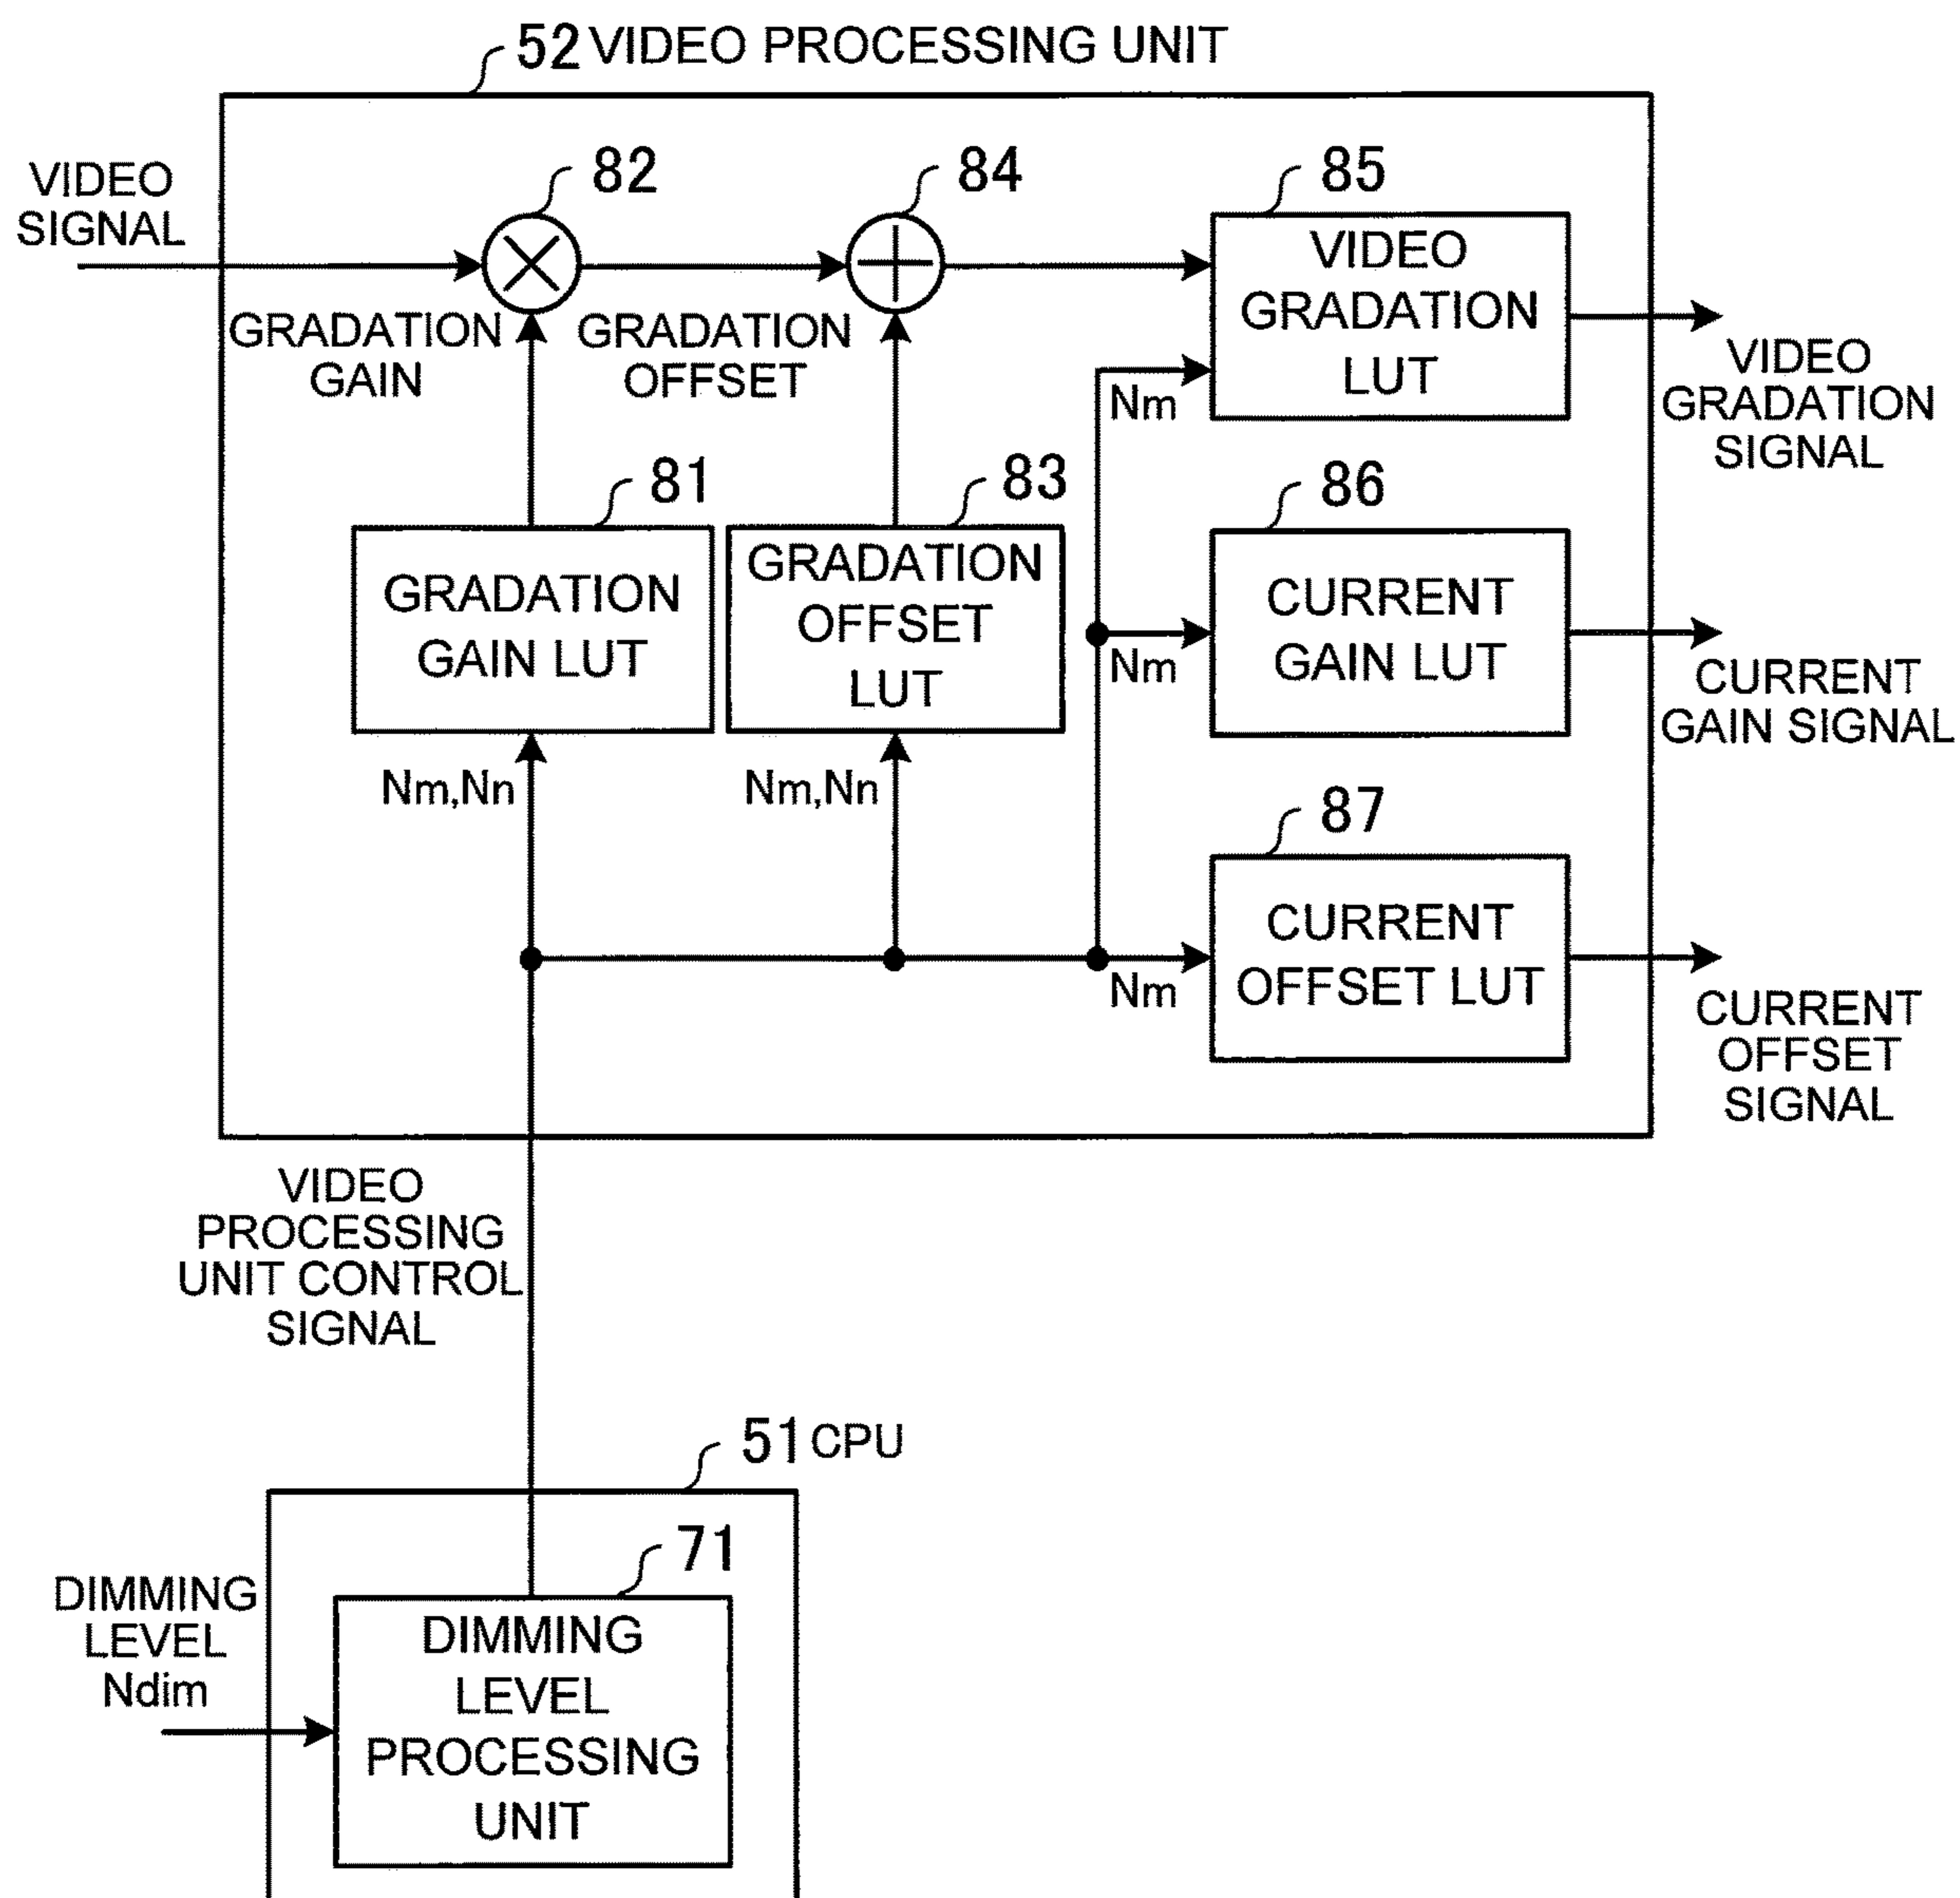 52 VIDEO PROCESSING UNIT
VIDEO
SIGNAL
82
84
85
VIDEO
GRADATION
LUT
GRADATION
GAIN
GRADATION
OFFSET
Nm
VIDEO
GRADATION
SIGNAL
81
83
86
GRADATION
GAIN LUT
GRADATION
OFFSET
LUT
CURRENT
GAIN LUT
Nm
CURRENT
GAIN SIGNAL
Nm,Nn
Nm,Nn
87
CURRENT
OFFSET LUT
Nm
CURRENT
OFFSET
SIGNAL
VIDEO
PROCESSING
UNIT CONTROL
SIGNAL
51 CPU
71
DIMMING
LEVEL
Ndim
DIMMING
LEVEL
PROCESSING
UNIT